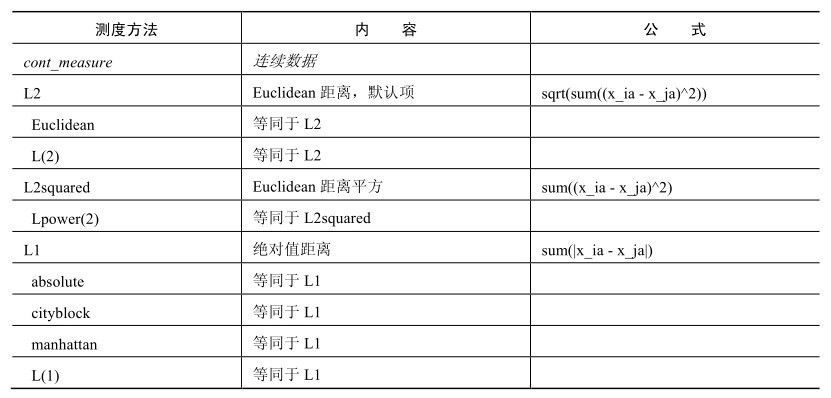 测度方法 内 容 公 式
cont_measure 连续数据
L2 Euclidean 距离，默认项 sqrt(sum((x_ia - x_ja)^2))
Euclidean 等同于 L2
L(2) 等同于 L2
L2squared Euclidean 距离平方 sum((x_ia - x_ja)^2)
Lpower(2) 等同于 L2squared
L1 绝对值距离 sum(|x_ia - x_ja|)
absolute 等同于 L1
cityblock 等同于 L1
manhattan 等同于 L1
L(1) 等同于 L1